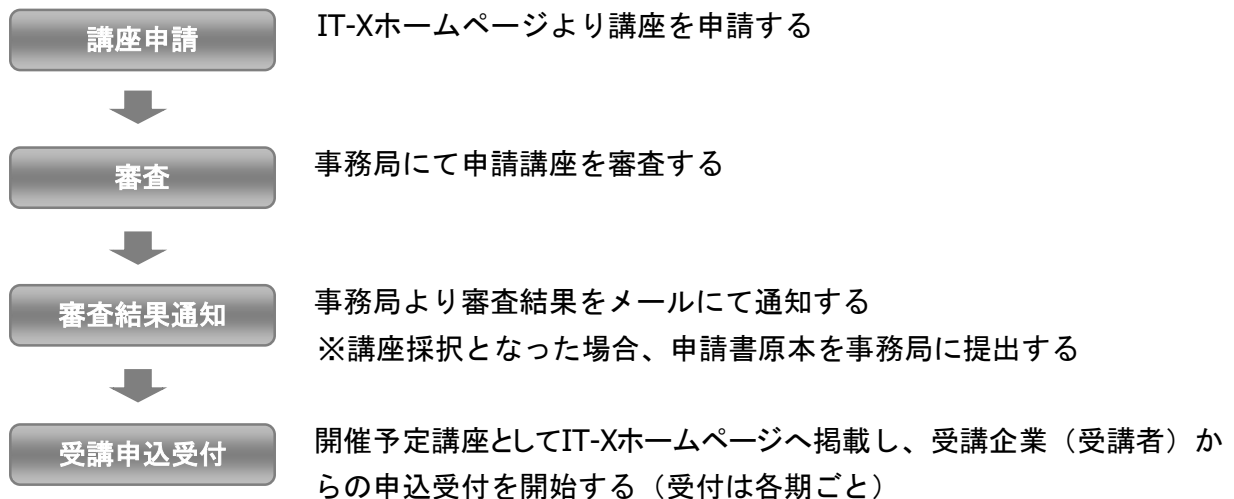 講座申請
IT-Xホームページより講座を申請する
審査
事務局にて申請講座を審査する
審査結果通知
事務局より審査結果をメールにて通知する
※講座採択となった場合、申請書原本を事務局に提出する
受講申込受付
開催予定講座としてIT-Xホームページへ掲載し、受講企業（受講者）か
らの申込受付を開始する（受付は各期ごと）